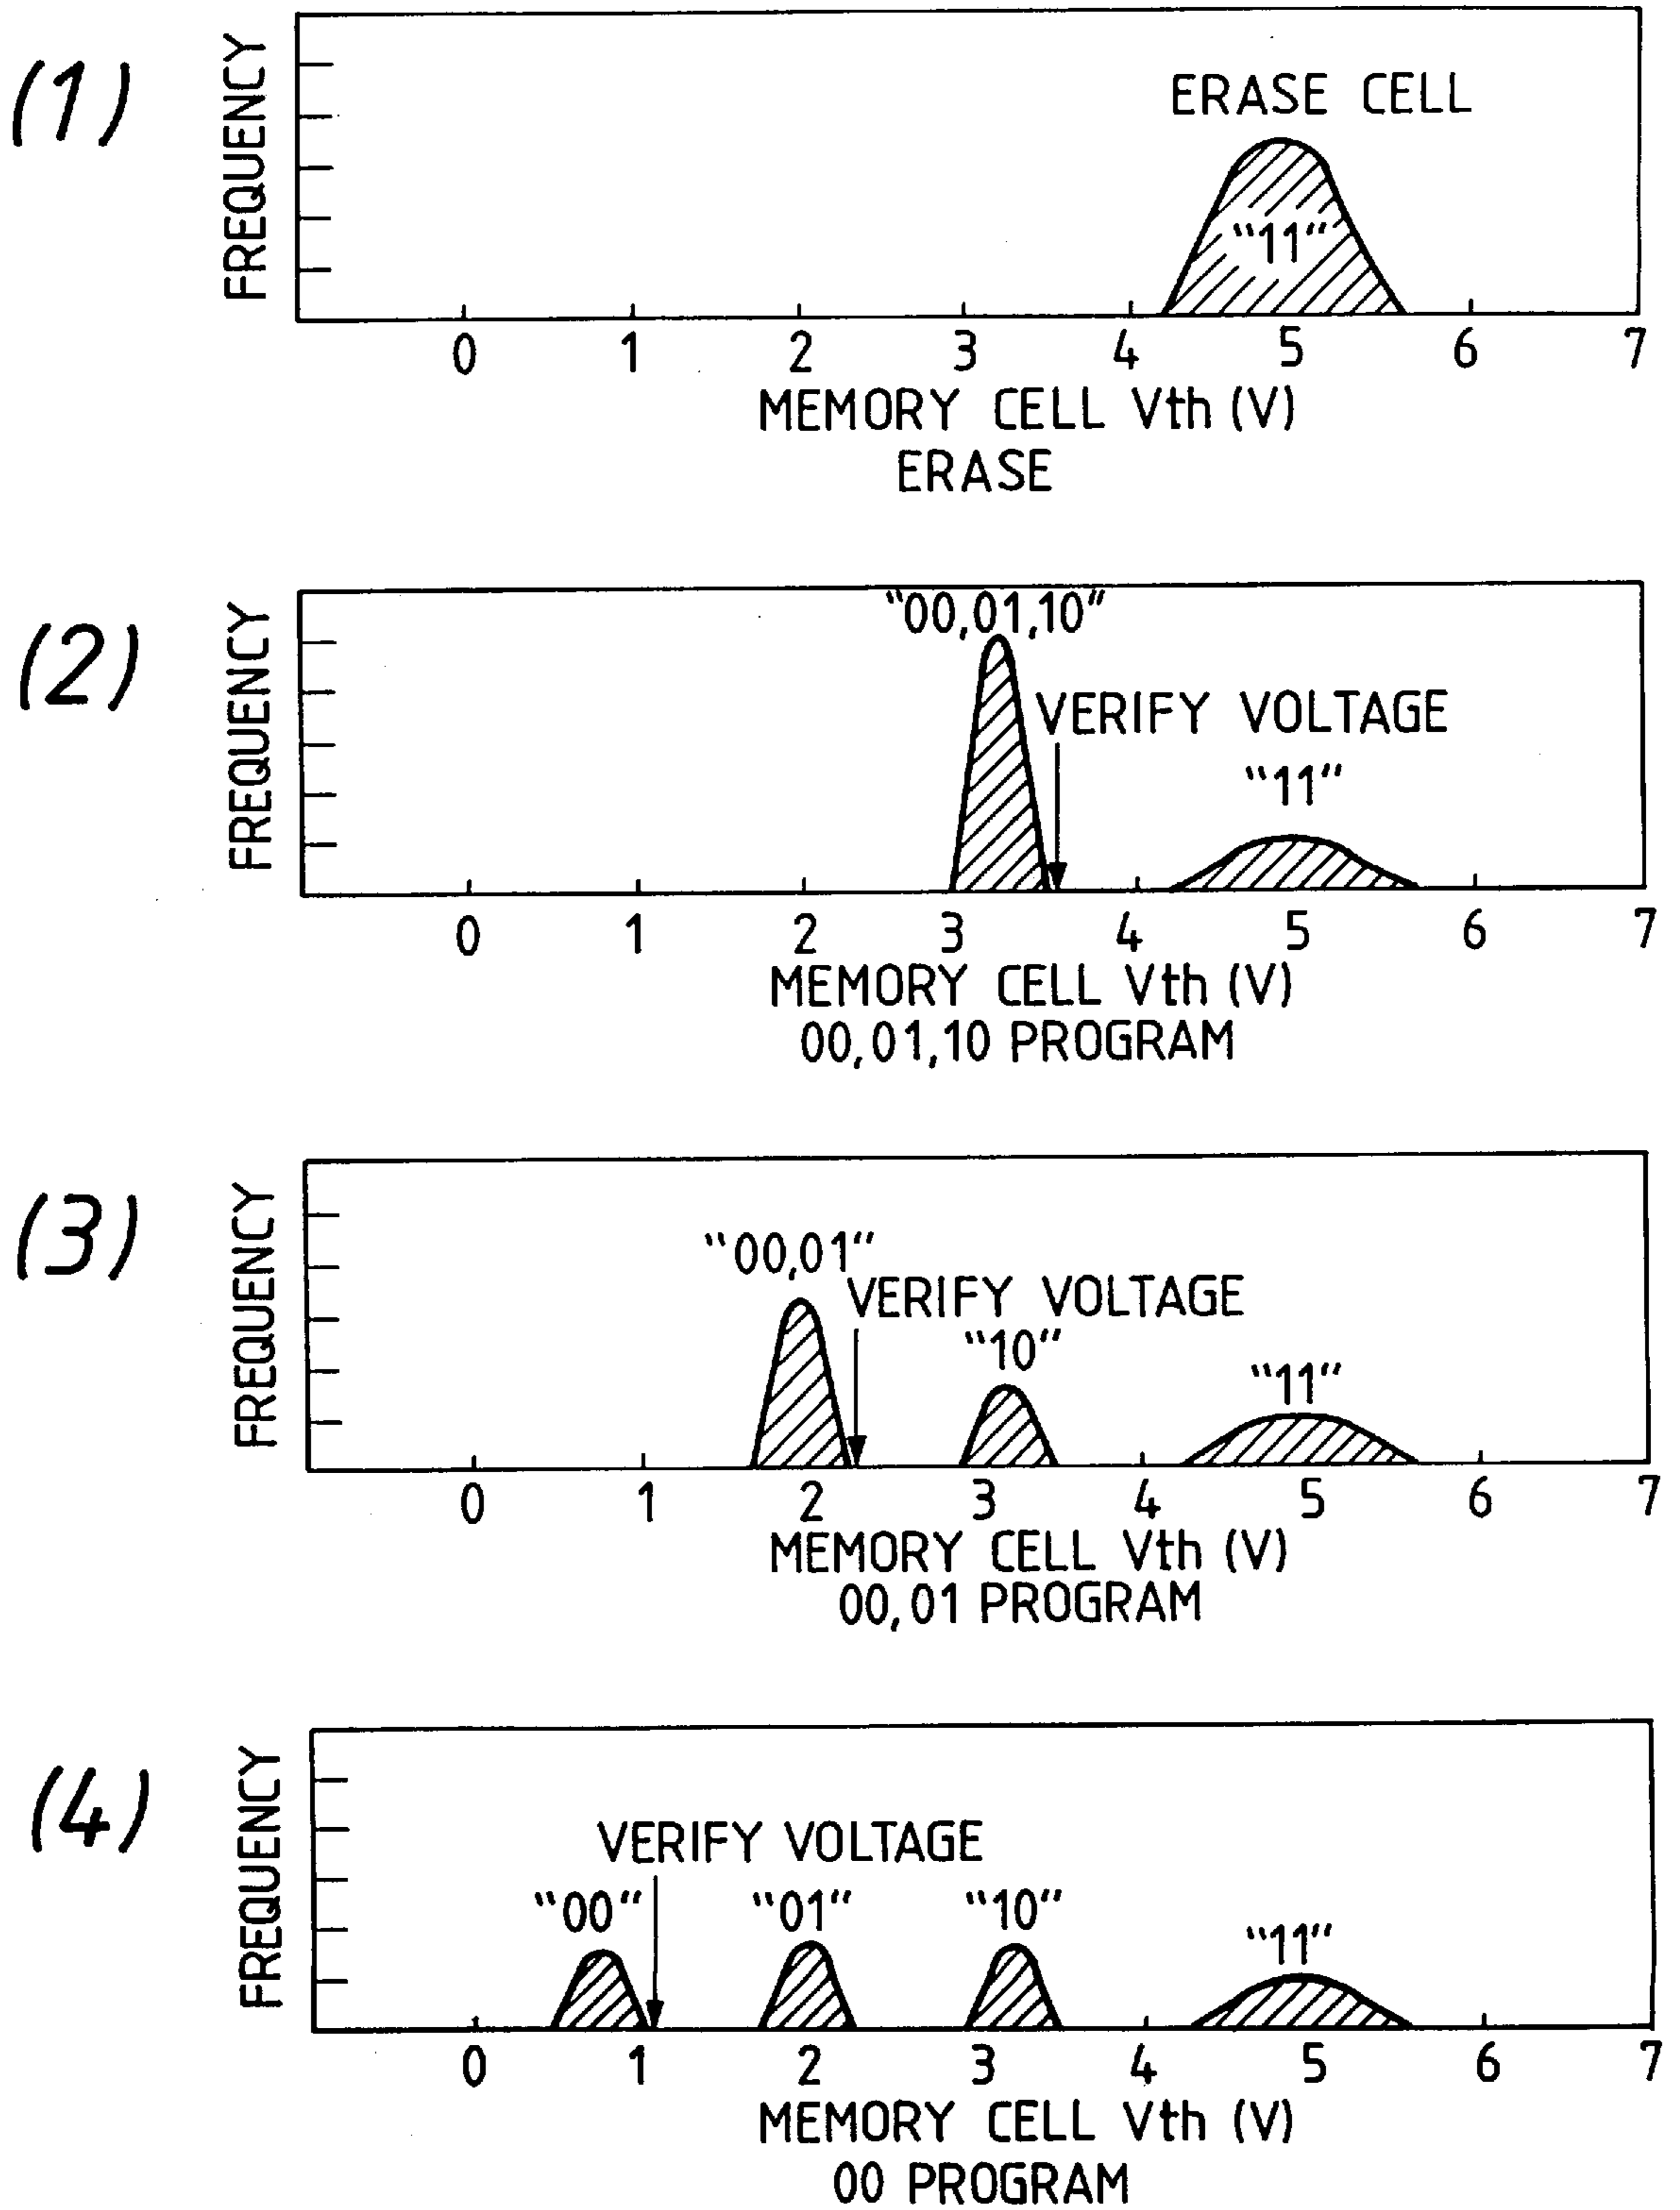 (1)
FREQUENCY
ERASE CELL
"11"
0 1 2 3 4 5 6 7
MEMORY CELL Vth (V)
ERASE
(2)
FREQUENCY
"00,01,10"
VERIFY VOLTAGE
"11"
0 1 2 3 4 5 6 7
MEMORY CELL Vth (V)
00,01,10 PROGRAM
(3)
FREQUENCY
"00,01"
VERIFY VOLTAGE
"10"
"11"
0 1 2 3 4 5 6 7
MEMORY CELL Vth (V)
00,01 PROGRAM
(4)
FREQUENCY
VERIFY VOLTAGE
"00" "01" "10" "11"
0 1 2 3 4 5 6 7
MEMORY CELL Vth (V)
00 PROGRAM